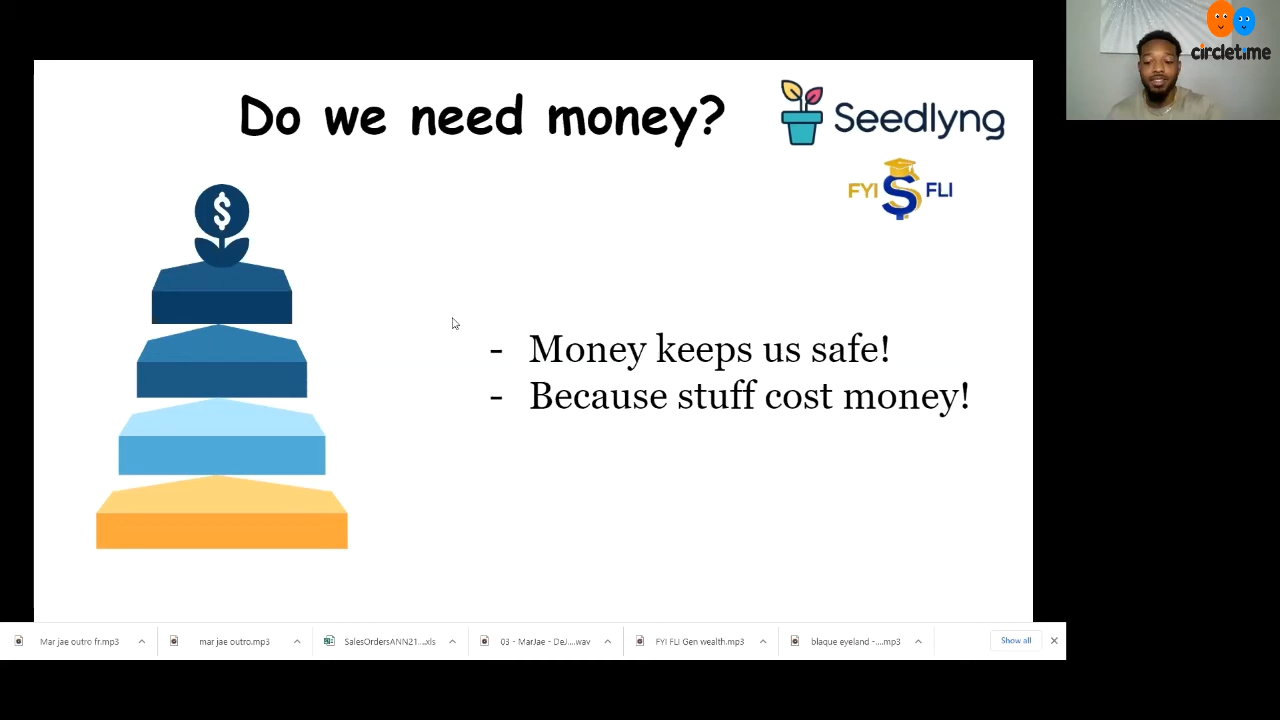 Do we need money?
Seedlyng
FYI $ FLI
circletime
$
- Money keeps us safe!
- Because stuff cost money!
Mar jae outro fr.mp3
mar jae outro.mp3
SalesOrdersANN21....xls
03 - MarJae - DeJ....wav
FYI FLI Gen wealth.mp3
blaque eyeland -....mp3
Show all